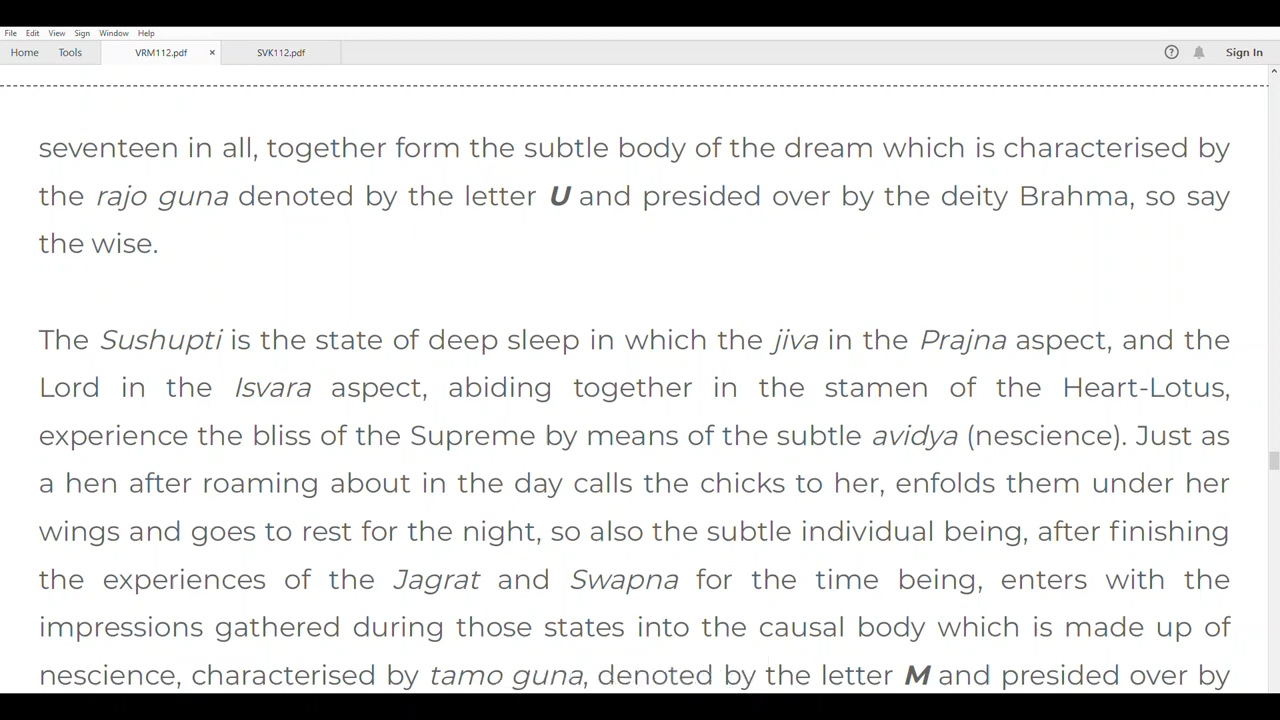 File Edit View Sign Window Help
Home Tools VRM112.pdf × SVK112.pdf ? Sign In
seventeen in all, together form the subtle body of the dream which is characterised by
the rajo guna denoted by the letter U and presided over by the deity Brahma, so say
the wise.
The Sushupti is the state of deep sleep in which the jiva in the Prajna aspect, and the
Lord in the Isvara aspect, abiding together in the stamen of the Heart-Lotus,
experience the bliss of the Supreme by means of the subtle avidya (nescience). Just as
a hen after roaming about in the day calls the chicks to her, enfolds them under her
wings and goes to rest for the night, so also the subtle individual being, after finishing
the experiences of the Jagrat and Swapna for the time being, enters with the
impressions gathered during those states into the causal body which is made up of
nescience, characterised by tamo guna, denoted by the letter M and presided over by